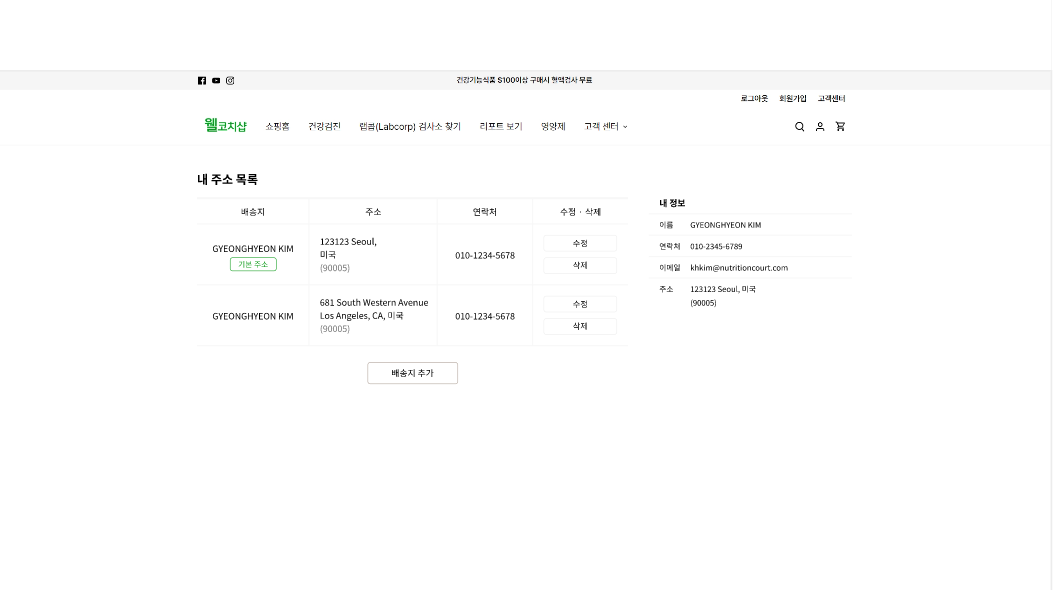 건강기능식품 $100이상 구매시 혈액검사 무료
로그아웃 회원가입 고객센터
웰코치샵 쇼핑홈 건강검진 랩콥(Labcorp) 검사소 찾기 리포트 보기 영양제 고객 센터
내 주소 목록
배송지 주소 연락처 수정 · 삭제
GYEONGHYEON KIM
기본 주소
123123 Seoul,
미국
(90005)
010-1234-5678
수정
삭제
GYEONGHYEON KIM
681 South Western Avenue
Los Angeles, CA, 미국
(90005)
010-1234-5678
수정
삭제
배송지 추가
내 정보
이름 GYEONGHYEON KIM
연락처 010-2345-6789
이메일 khkim@nutritioncourt.com
주소 123123 Seoul, 미국
(90005)